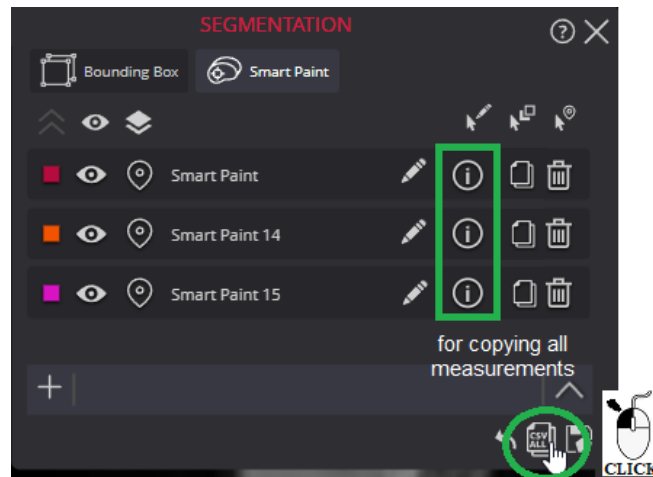 SEGMENTATION
Bounding Box
Smart Paint
Smart Paint
Smart Paint 14
Smart Paint 15
for copying all
measurements
CSV
ALL
CLICK